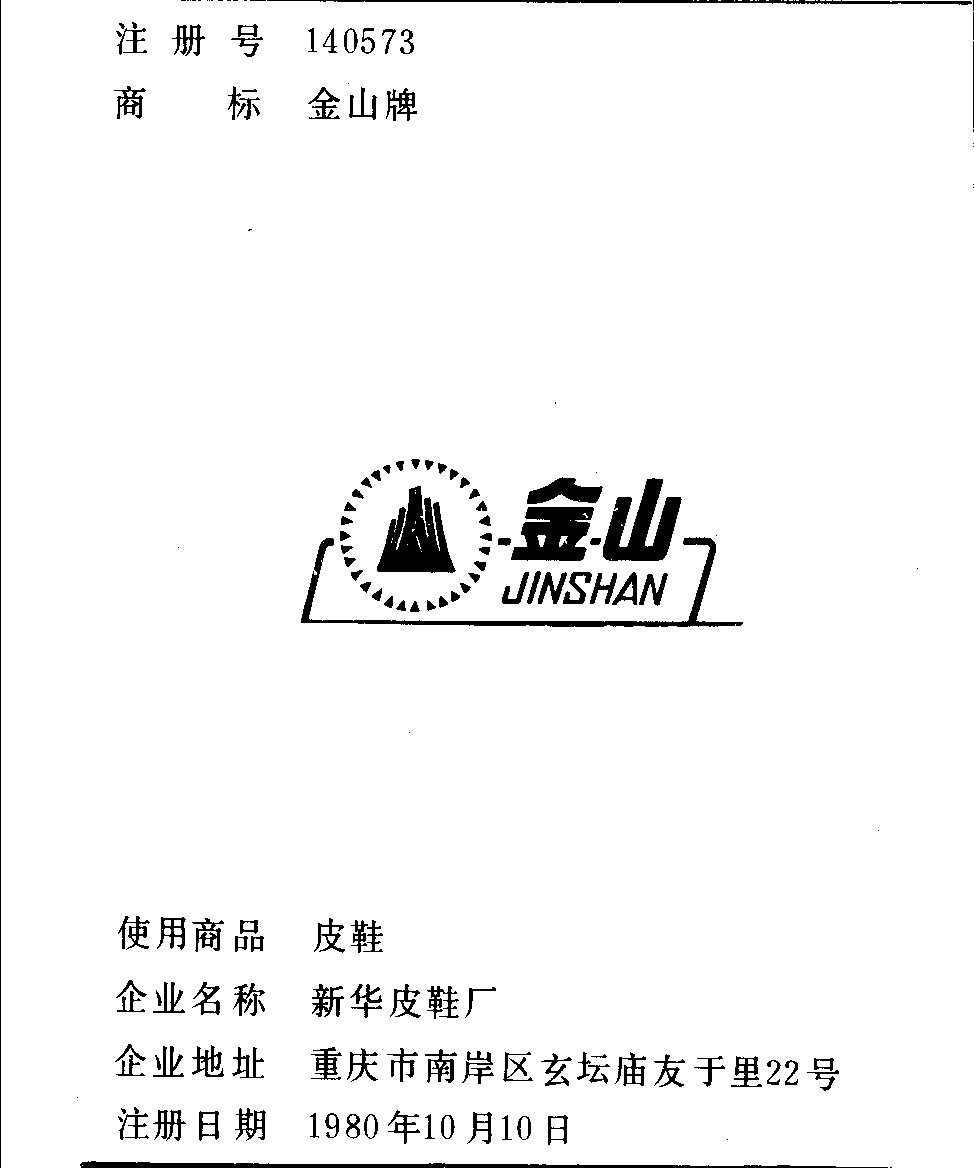 注册号 140573
商标 金山牌
金山
JINSHAN
使用商品 皮鞋
企业名称 新华皮鞋厂
企业地址 重庆市南岸区玄坛庙友于里22号
注册日期 1980年10月10日